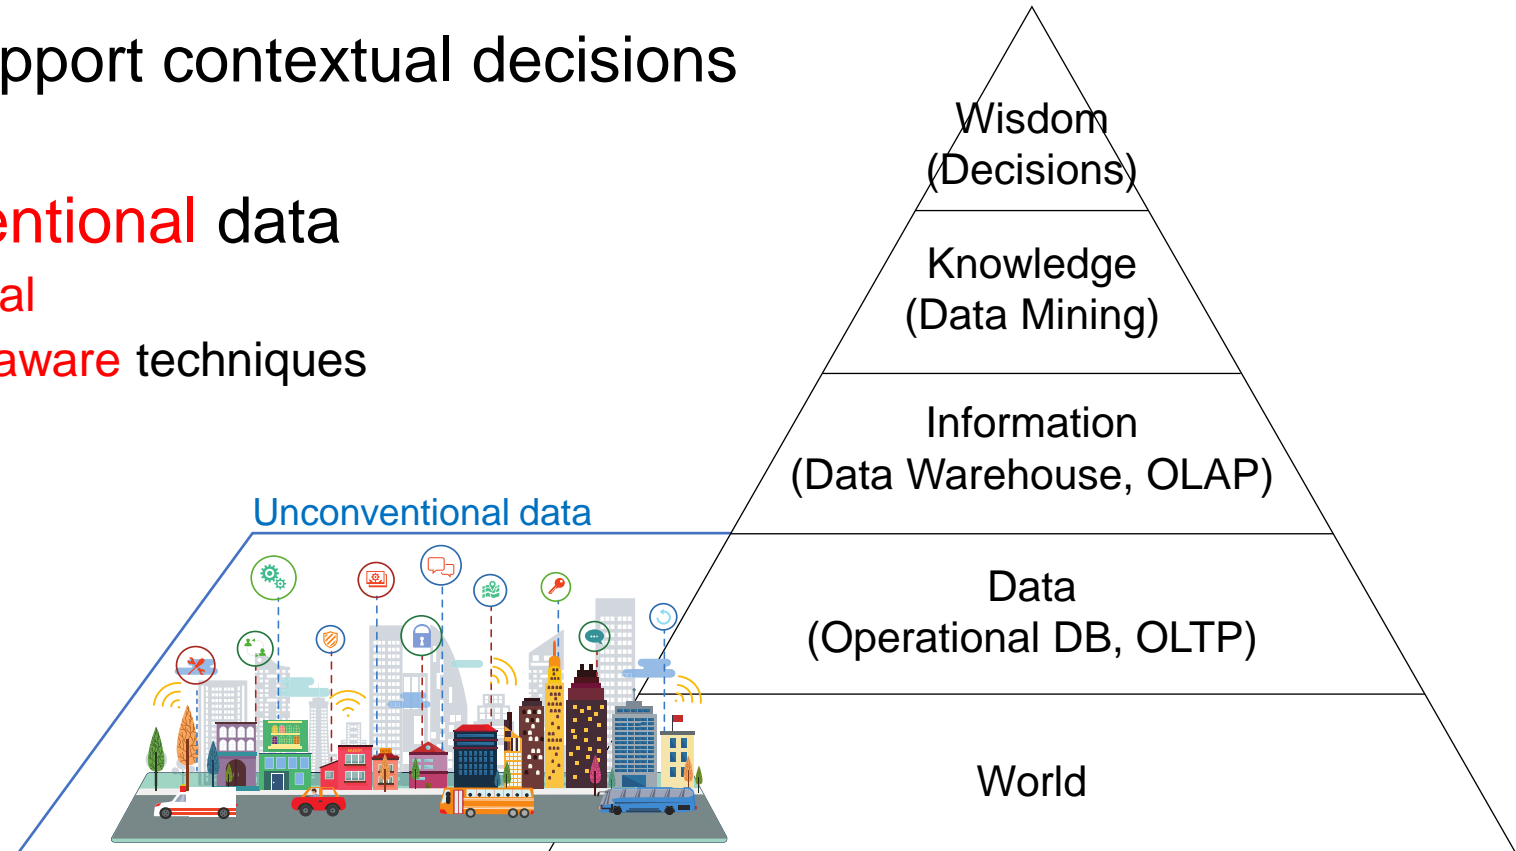 pport contextual decisions
entional data
al
aware techniques
Unconventional data
Wisdom
(Decisions)
Knowledge
(Data Mining)
Information
(Data Warehouse, OLAP)
Data
(Operational DB, OLTP)
World